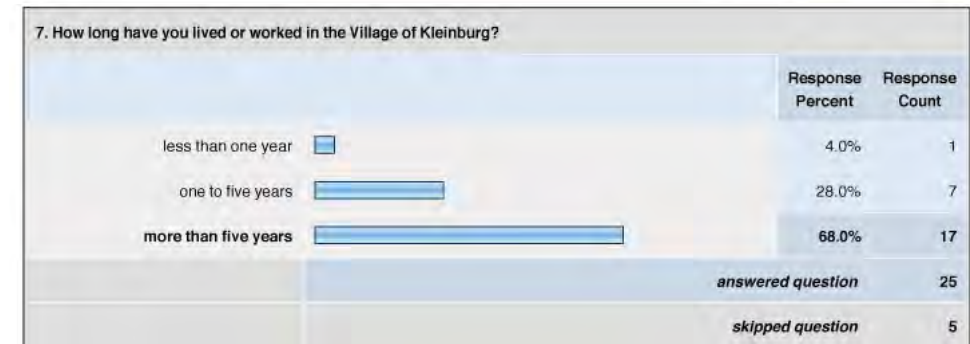 7. How long have you lived or worked in the Village of Kleinburg?
Response Percent Response Count
less than one year 4.0% 1
one to five years 28.0% 7
more than five years 68.0% 17
answered question 25
skipped question 5